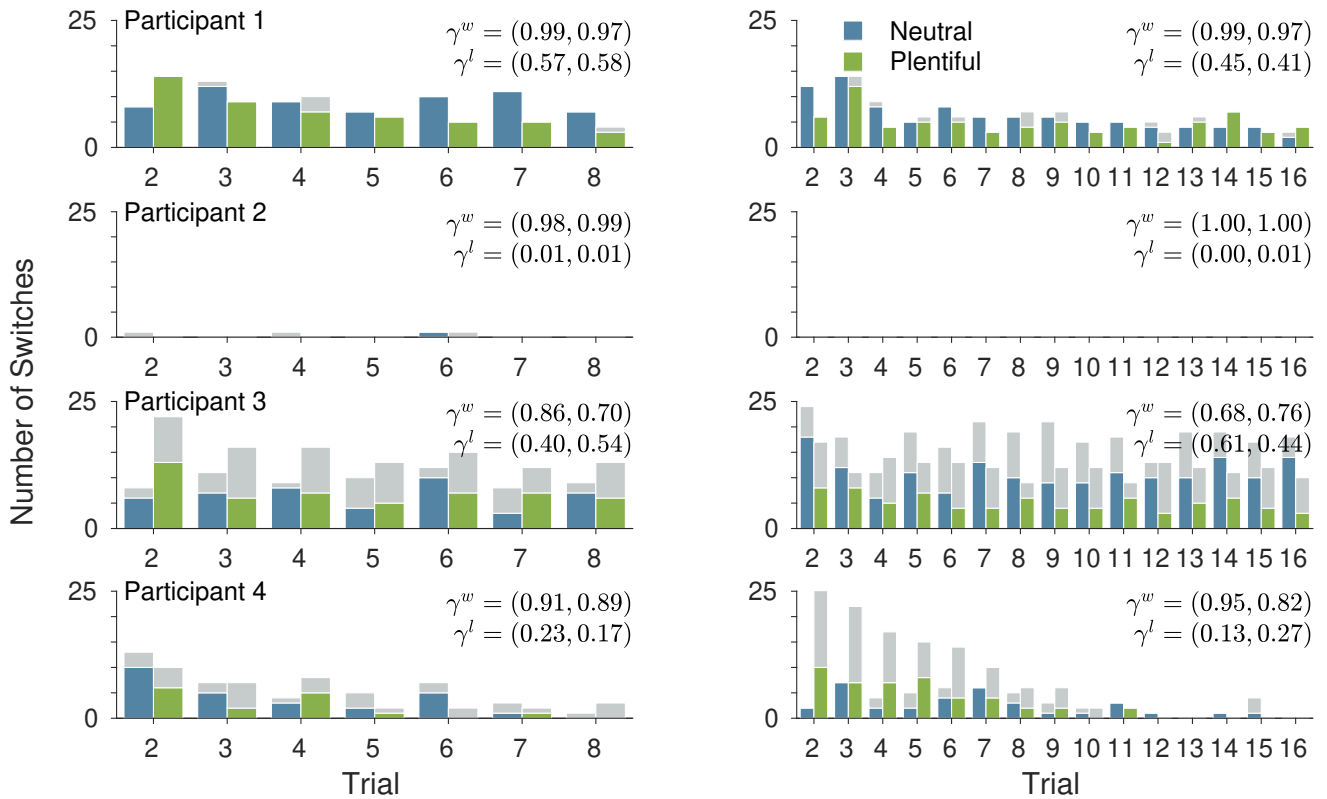 Number of Switches
25
0
Participant 1
γ^w = (0.99, 0.97)
γ^l = (0.57, 0.58)
2 3 4 5 6 7 8
Neutral
Plentiful
γ^w = (0.99, 0.97)
γ^l = (0.45, 0.41)
25
0
2 3 4 5 6 7 8 9 10 11 12 13 14 15 16
25
0
Participant 2
γ^w = (0.98, 0.99)
γ^l = (0.01, 0.01)
2 3 4 5 6 7 8
25
0
γ^w = (1.00, 1.00)
γ^l = (0.00, 0.01)
2 3 4 5 6 7 8 9 10 11 12 13 14 15 16
25
0
Participant 3
γ^w = (0.86, 0.70)
γ^l = (0.40, 0.54)
2 3 4 5 6 7 8
25
0
γ^w = (0.68, 0.76)
γ^l = (0.61, 0.44)
2 3 4 5 6 7 8 9 10 11 12 13 14 15 16
25
0
Participant 4
γ^w = (0.91, 0.89)
γ^l = (0.23, 0.17)
2 3 4 5 6 7 8
Trial
25
0
γ^w = (0.95, 0.82)
γ^l = (0.13, 0.27)
2 3 4 5 6 7 8 9 10 11 12 13 14 15 16
Trial